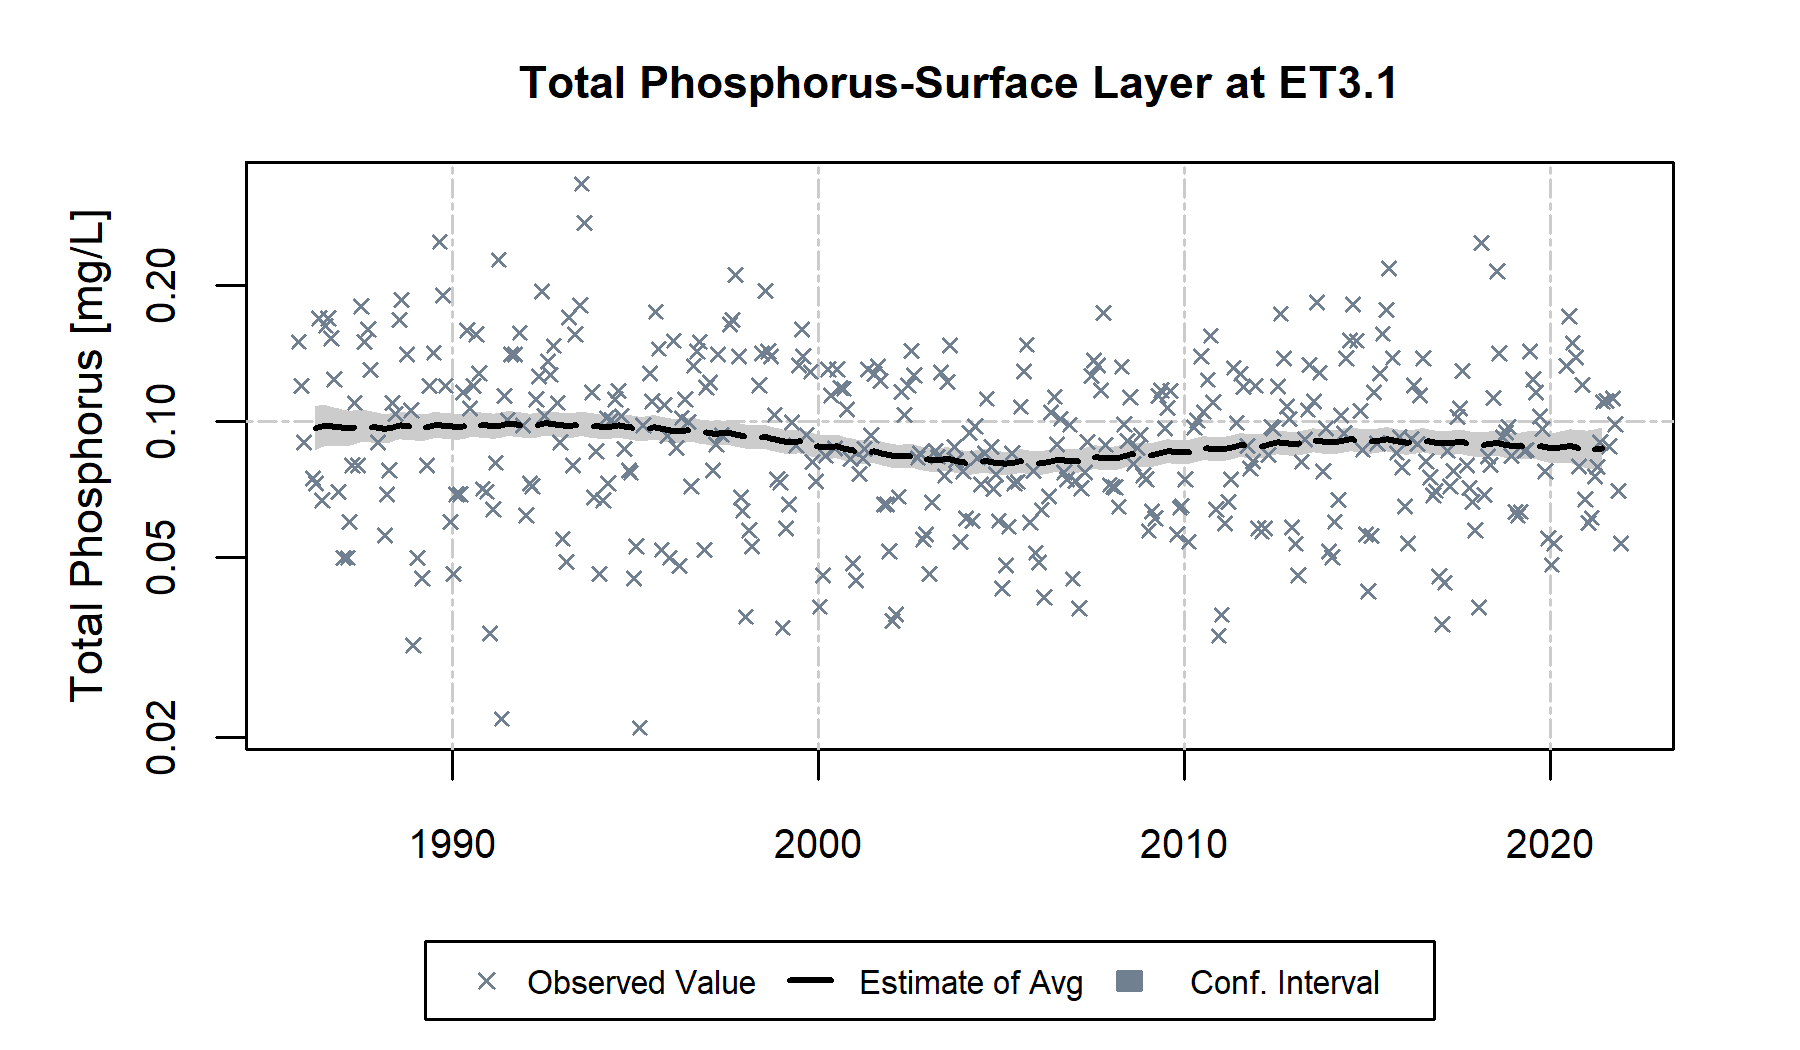 Total Phosphorus-Surface Layer at ET3.1
Total Phosphorus [mg/L]
0.20
0.10
0.05
0.02
1990 2000 2010 2020
Observed Value Estimate of Avg Conf. Interval